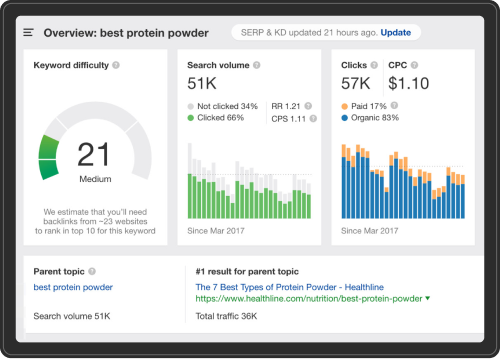 Overview: best protein powder
SERP & KD updated 21 hours ago. Update
Keyword difficulty ?
21
Medium
We estimate that you'll need
backlinks from ~23 websites
to rank in top 10 for this keyword
Search volume ?
51K
Not clicked 34%
Clicked 66%
RR 1.21 ?
CPS 1.11 ?
Since Mar 2017
Clicks ?
57K
CPC ?
$1.10
Paid 17% ?
Organic 83%
Since Mar 2017
Parent topic ?
best protein powder
Search volume 51K
#1 result for parent topic
The 7 Best Types of Protein Powder - Healthline
https://www.healthline.com/nutrition/best-protein-powder ▼
Total traffic 36K